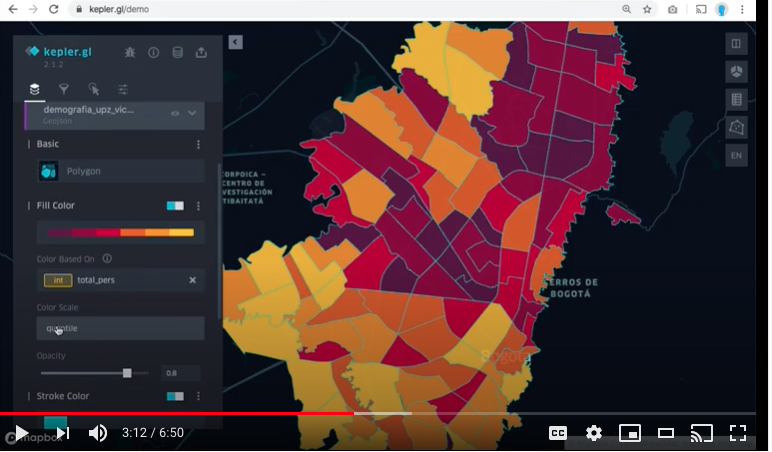 kepler.gl/demo
kepler.gl
2.1.2
demografia_upz_vic...
Geojson
Basic
Polygon
Fill Color
Color Based On
int total_pers
Color Scale
quantile
Opacity
0.8
Stroke Color
mapbox
CORPOICA –
CENTRO DE
INVESTIGACIÓN
TIBAITATÁ
CERROS DE
BOGOTÁ
Bogotá
EN
3:12 / 6:50
CC